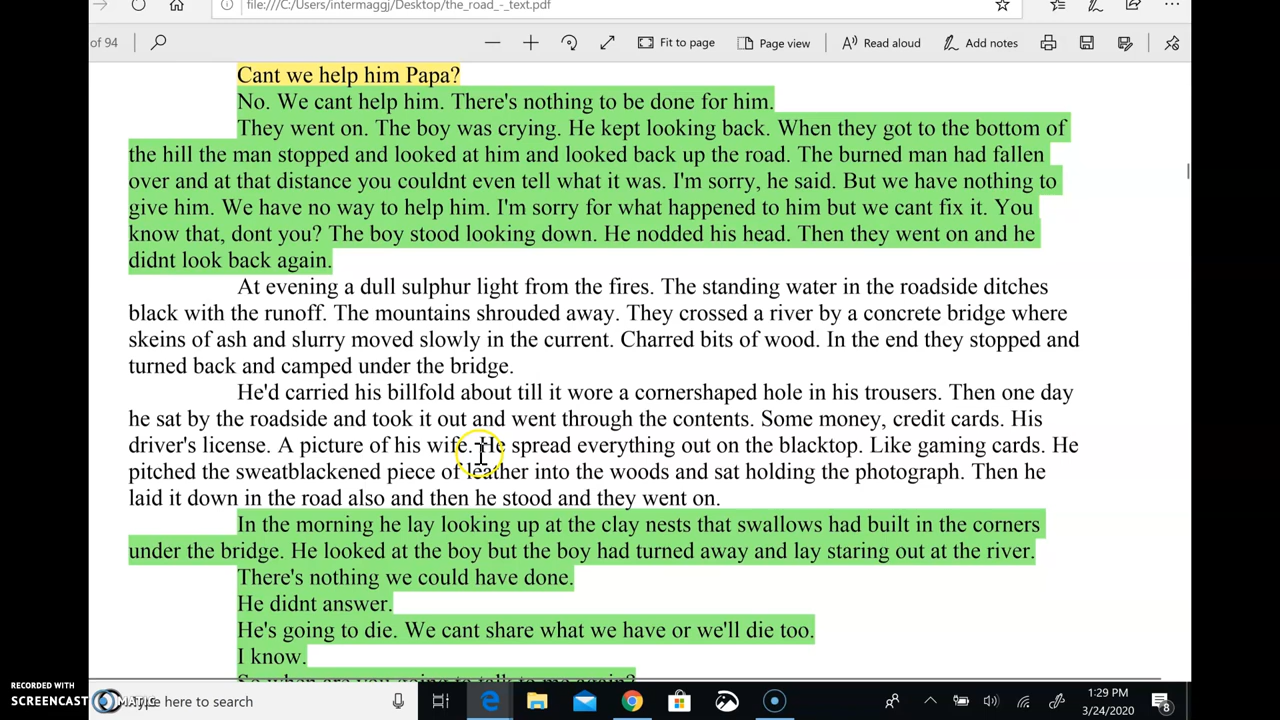 file:///C:/Users/intermaggj/Desktop/the_road_-_text.pdf
of 94
Fit to page
Page view
Read aloud
Add notes
Cant we help him Papa?
No. We cant help him. There's nothing to be done for him.
They went on. The boy was crying. He kept looking back. When they got to the bottom of
the hill the man stopped and looked at him and looked back up the road. The burned man had fallen
over and at that distance you couldnt even tell what it was. I'm sorry, he said. But we have nothing to
give him. We have no way to help him. I'm sorry for what happened to him but we cant fix it. You
know that, dont you? The boy stood looking down. He nodded his head. Then they went on and he
didnt look back again.
At evening a dull sulphur light from the fires. The standing water in the roadside ditches
black with the runoff. The mountains shrouded away. They crossed a river by a concrete bridge where
skeins of ash and slurry moved slowly in the current. Charred bits of wood. In the end they stopped and
turned back and camped under the bridge.
He'd carried his billfold about till it wore a cornershaped hole in his trousers. Then one day
he sat by the roadside and took it out and went through the contents. Some money, credit cards. His
driver's license. A picture of his wife. He spread everything out on the blacktop. Like gaming cards. He
pitched the sweatblackened piece of leather into the woods and sat holding the photograph. Then he
laid it down in the road also and then he stood and they went on.
In the morning he lay looking up at the clay nests that swallows had built in the corners
under the bridge. He looked at the boy but the boy had turned away and lay staring out at the river.
There's nothing we could have done.
He didnt answer.
He's going to die. We cant share what we have or we'll die too.
I know.
So when are you going to talk to me again?
RECORDED WITH
SCREENCAST MATIC
Type here to search
1:29 PM
3/24/2020
8